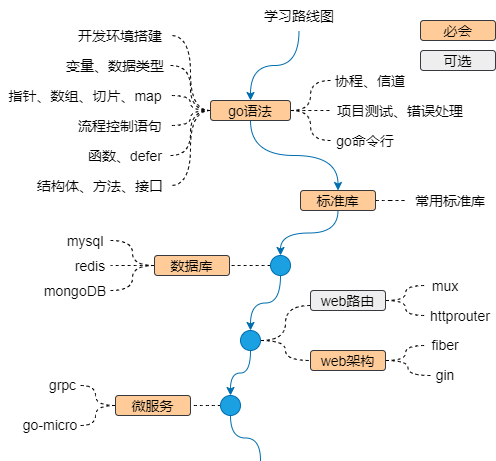 学习路线图
必会
可选
开发环境搭建
变量、数据类型
指针、数组、切片、map
流程控制语句
函数、defer
结构体、方法、接口
go语法
协程、信道
项目测试、错误处理
go命令行
标准库
常用标准库
mysql
redis
mongoDB
数据库
web路由
mux
httprouter
web架构
fiber
gin
grpc
go-micro
微服务